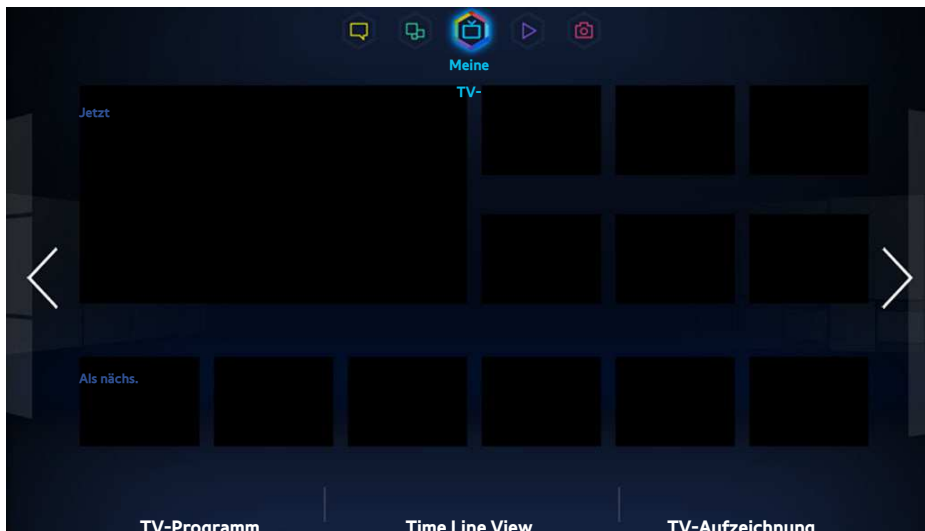 Meine
TV-
Jetzt
Als nächs.
TV-Programm
Time Line View
TV-Aufzeichnung